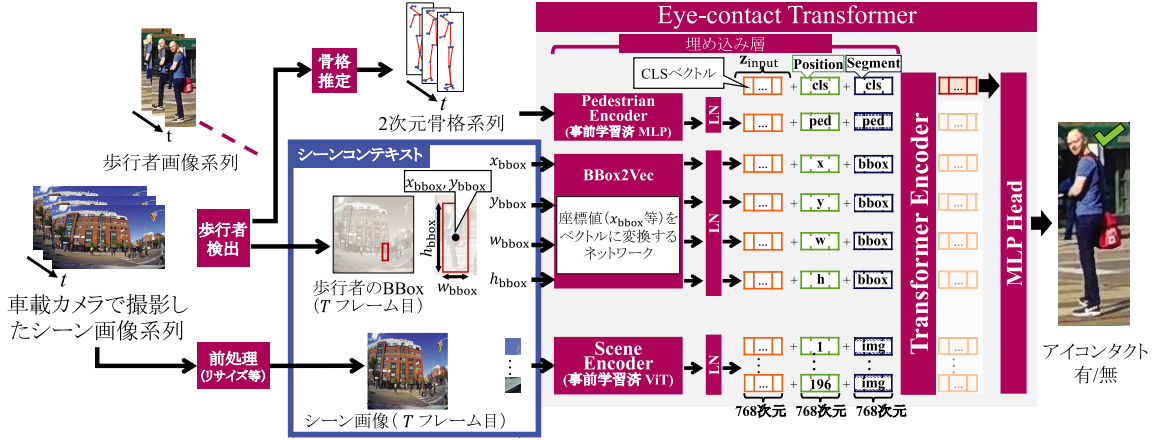 Eye-contact Transformer
埋め込み層
骨格
推定
t
歩行者画像系列
t
2次元骨格系列
CLSベクトル
z_input
Position
Segment
... + cls + cls
Pedestrian
Encoder
(事前学習済 MLP)
LN
... + ped + ped
シーンコンテキスト
x_bbox, y_bbox
h_bbox
w_bbox
歩行者のBBox
(T フレーム目)
x_bbox
y_bbox
w_bbox
h_bbox
BBox2Vec
座標値(x_bbox等)を
ベクトルに変換する
ネットワーク
LN
... + x + bbox
... + y + bbox
... + w + bbox
... + h + bbox
t
車載カメラで撮影し
たシーン画像系列
歩行者
検出
前処理
(リサイズ等)
シーン画像( T フレーム目)
Scene
Encoder
(事前学習済 ViT)
LN
... + 1 + img
... + 196 + img
768次元
768次元
768次元
Transformer Encoder
...
...
...
...
...
...
...
...
MLP Head
アイコンタクト
有/無